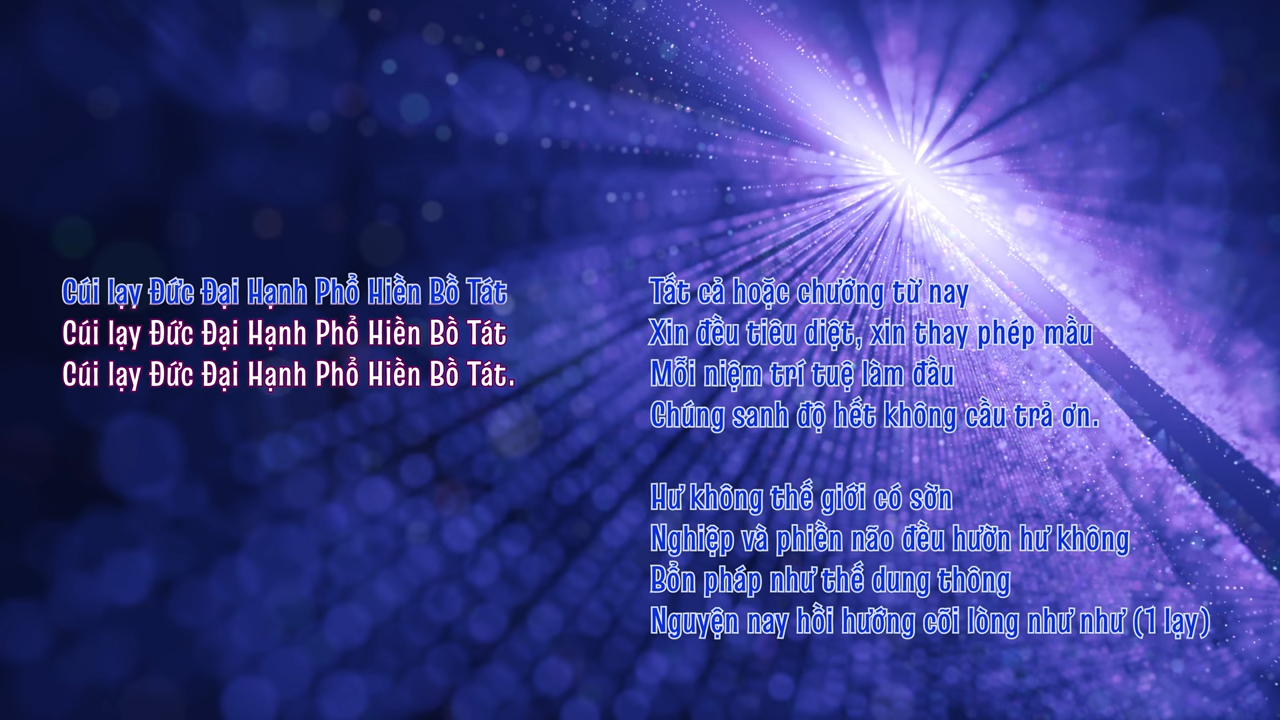 Cúi lạy Đức Đại Hạnh Phổ Hiền Bồ Tát
Cúi lạy Đức Đại Hạnh Phổ Hiền Bồ Tát
Cúi lạy Đức Đại Hạnh Phổ Hiền Bồ Tát.
Tất cả hoặc chướng từ nay
Xin đều tiêu diệt, xin thay phép mầu
Mỗi niệm trí tuệ làm đầu
Chúng sanh độ hết không cầu trả ơn.
Hư không thế giới có sờn
Nghiệp và phiền não đều hườn hư không
Bổn pháp như thế dung thông
Nguyện nay hồi hướng cõi lòng như như (1 lạy)